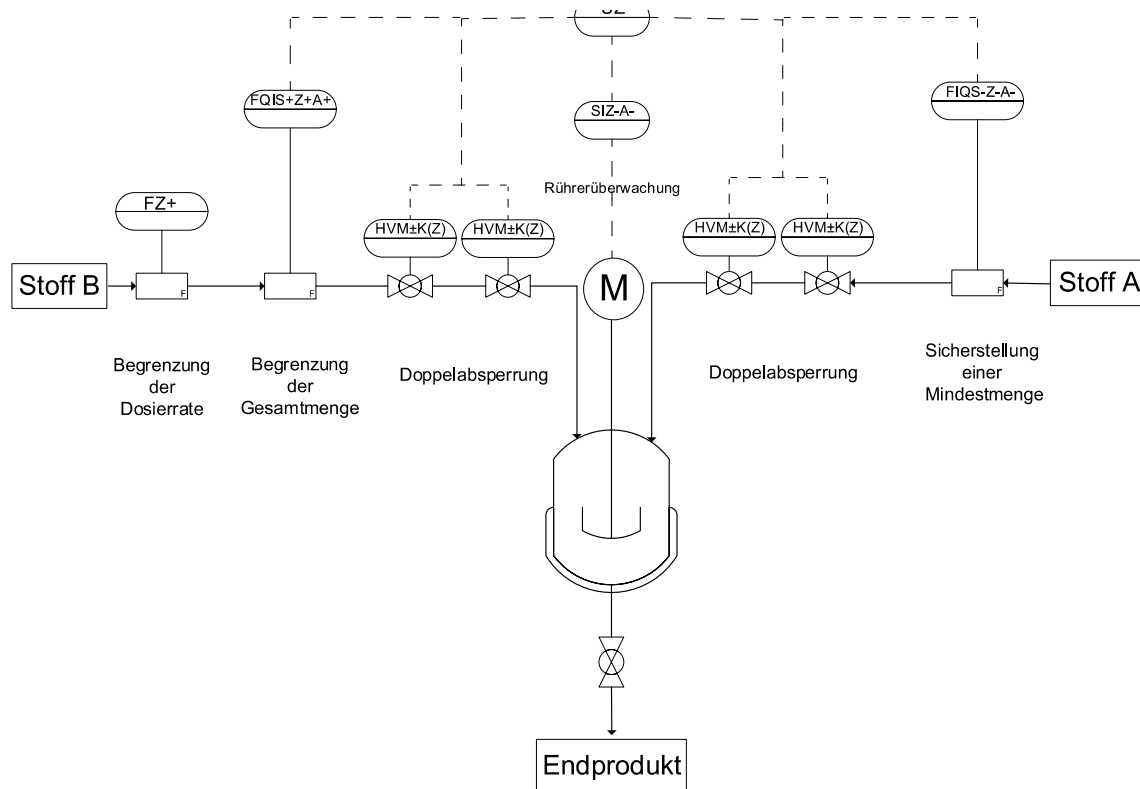 FQIS+Z+A+
SIZ-A-
FIQS-Z-A-
Rührerüberwachung
FZ+
HVM±K(Z)
HVM±K(Z)
HVM±K(Z)
HVM±K(Z)
Stoff B
F
F
M
F
Stoff A
Begrenzung
der
Dosierrate
Begrenzung
der
Gesamtmenge
Doppelabsperrung
Doppelabsperrung
Sicherstellung
einer
Mindestmenge
Endprodukt